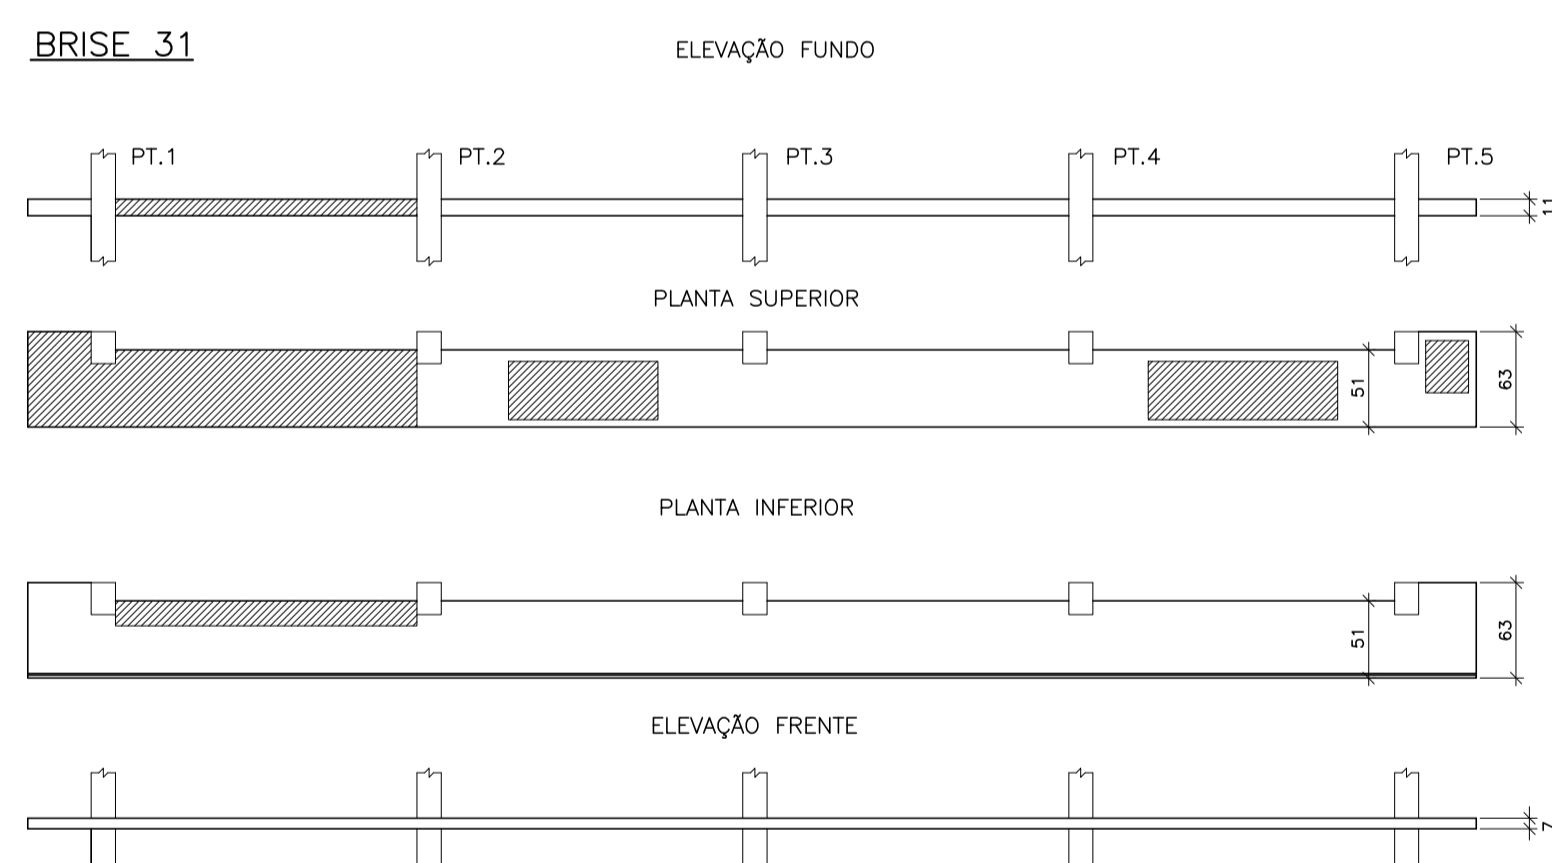 BRISE 31
ELEVAÇÃO FUNDO
PT.1 PT.2 PT.3 PT.4 PT.5
11
PLANTA SUPERIOR
51
63
PLANTA INFERIOR
51
63
ELEVAÇÃO FRENTE
7